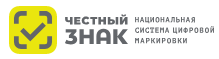 ЧЕСТНЫЙ
ЗНАК
НАЦИОНАЛЬНАЯ
СИСТЕМА ЦИФРОВОЙ
МАРКИРОВКИ